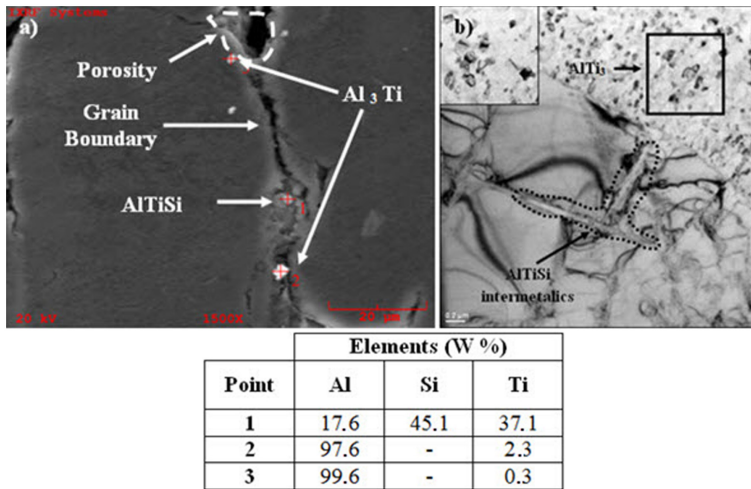 a)
Porosity
Grain
Boundary
AlTiSi
Al 3 Ti
1
20 kV
1500X
b)
AlTi3
AlTiSi
intermetalics
0.2 µm
Elements (W %)
Point Al Si Ti
1 17.6 45.1 37.1
2 97.6 - 2.3
3 99.6 - 0.3